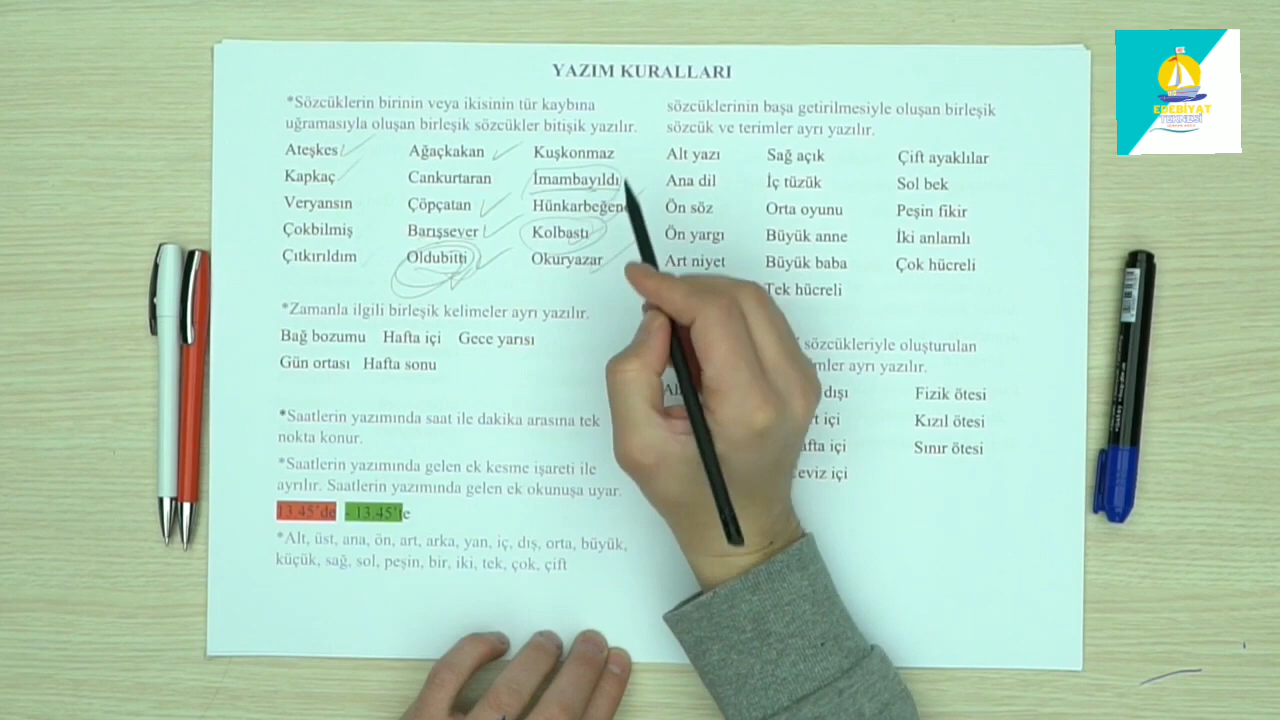 YAZIM KURALLARI
*Sözcüklerin birinin veya ikisinin tür kaybına
uğramasıyla oluşan birleşik sözcükler bitişik yazılır.
Ateşkes Ağaçkakan Kuşkonmaz
Kapkaç Cankurtaran İmambayıldı
Veryansın Çöpçatan
Çokbilmiş Barışsever Kolbastı
Çıtkırıldım Oldubitti Okuryazar
*Zamanla ilgili birleşik kelimeler ayrı yazılır.
Bağ bozumu Hafta içi Gece yarısı
Gün ortası Hafta sonu
*Saatlerin yazımında saat ile dakika arasına tek
nokta konur.
*Saatlerin yazımında gelen ek kesme işareti ile
ayrılır. Saatlerin yazımında gelen ek okunuşa uyar.
13.45'de - 13.45'te
*Alt, üst, ana, ön, art, arka, yan, iç, dış, orta, büyük,
küçük, sağ, sol, peşin, bir, iki, tek, çok, çift
sözcüklerinin başa getirilmesiyle oluşan birleşik
sözcük ve terimler ayrı yazılır.
Alt yazı Sağ açık Çift ayaklılar
Ana dil İç tüzük Sol bek
Ön söz Orta oyunu Peşin fikir
Ön yargı Büyük anne İki anlamlı
Art niyet Büyük baba Çok hücreli
Tek hücreli
sözcükleriyle oluşturulan
ayrı yazılır.
dışı Fizik ötesi
içi Kızıl ötesi
içi Sınır ötesi
içi
EDEBİYAT
TEKNESİ